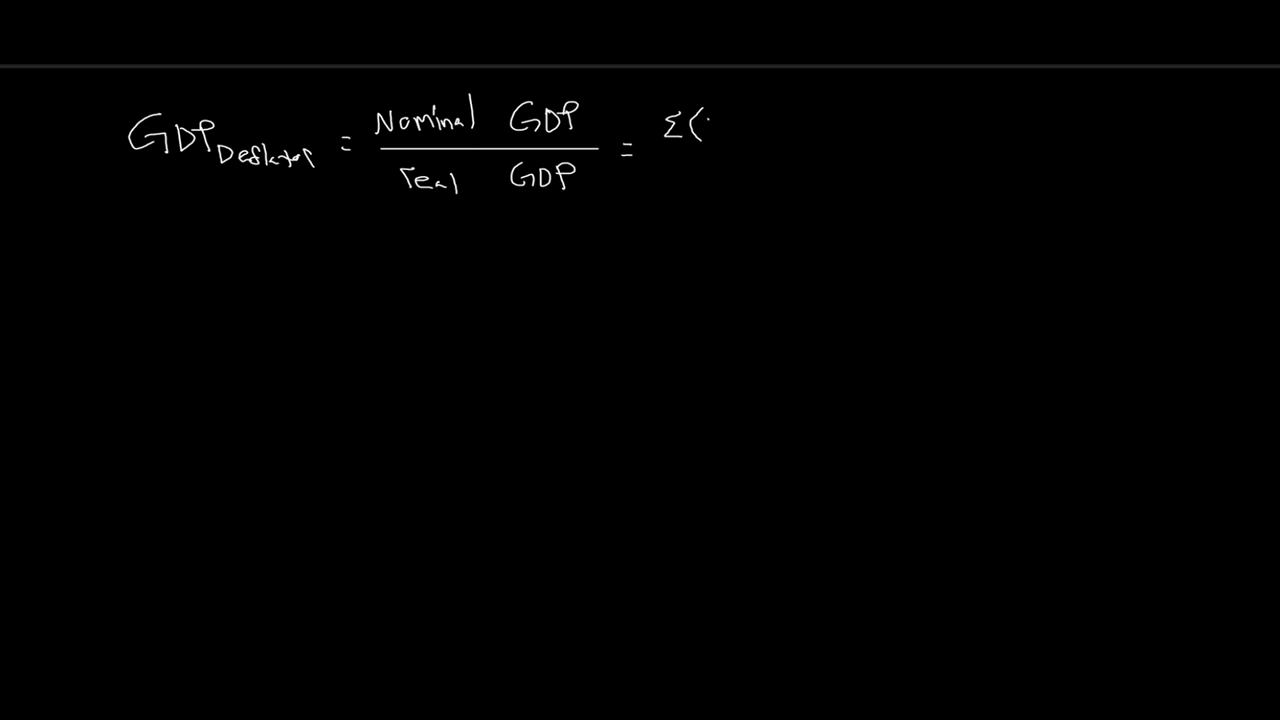 GDP Deflator = Nominal GDP / real GDP = Σ(